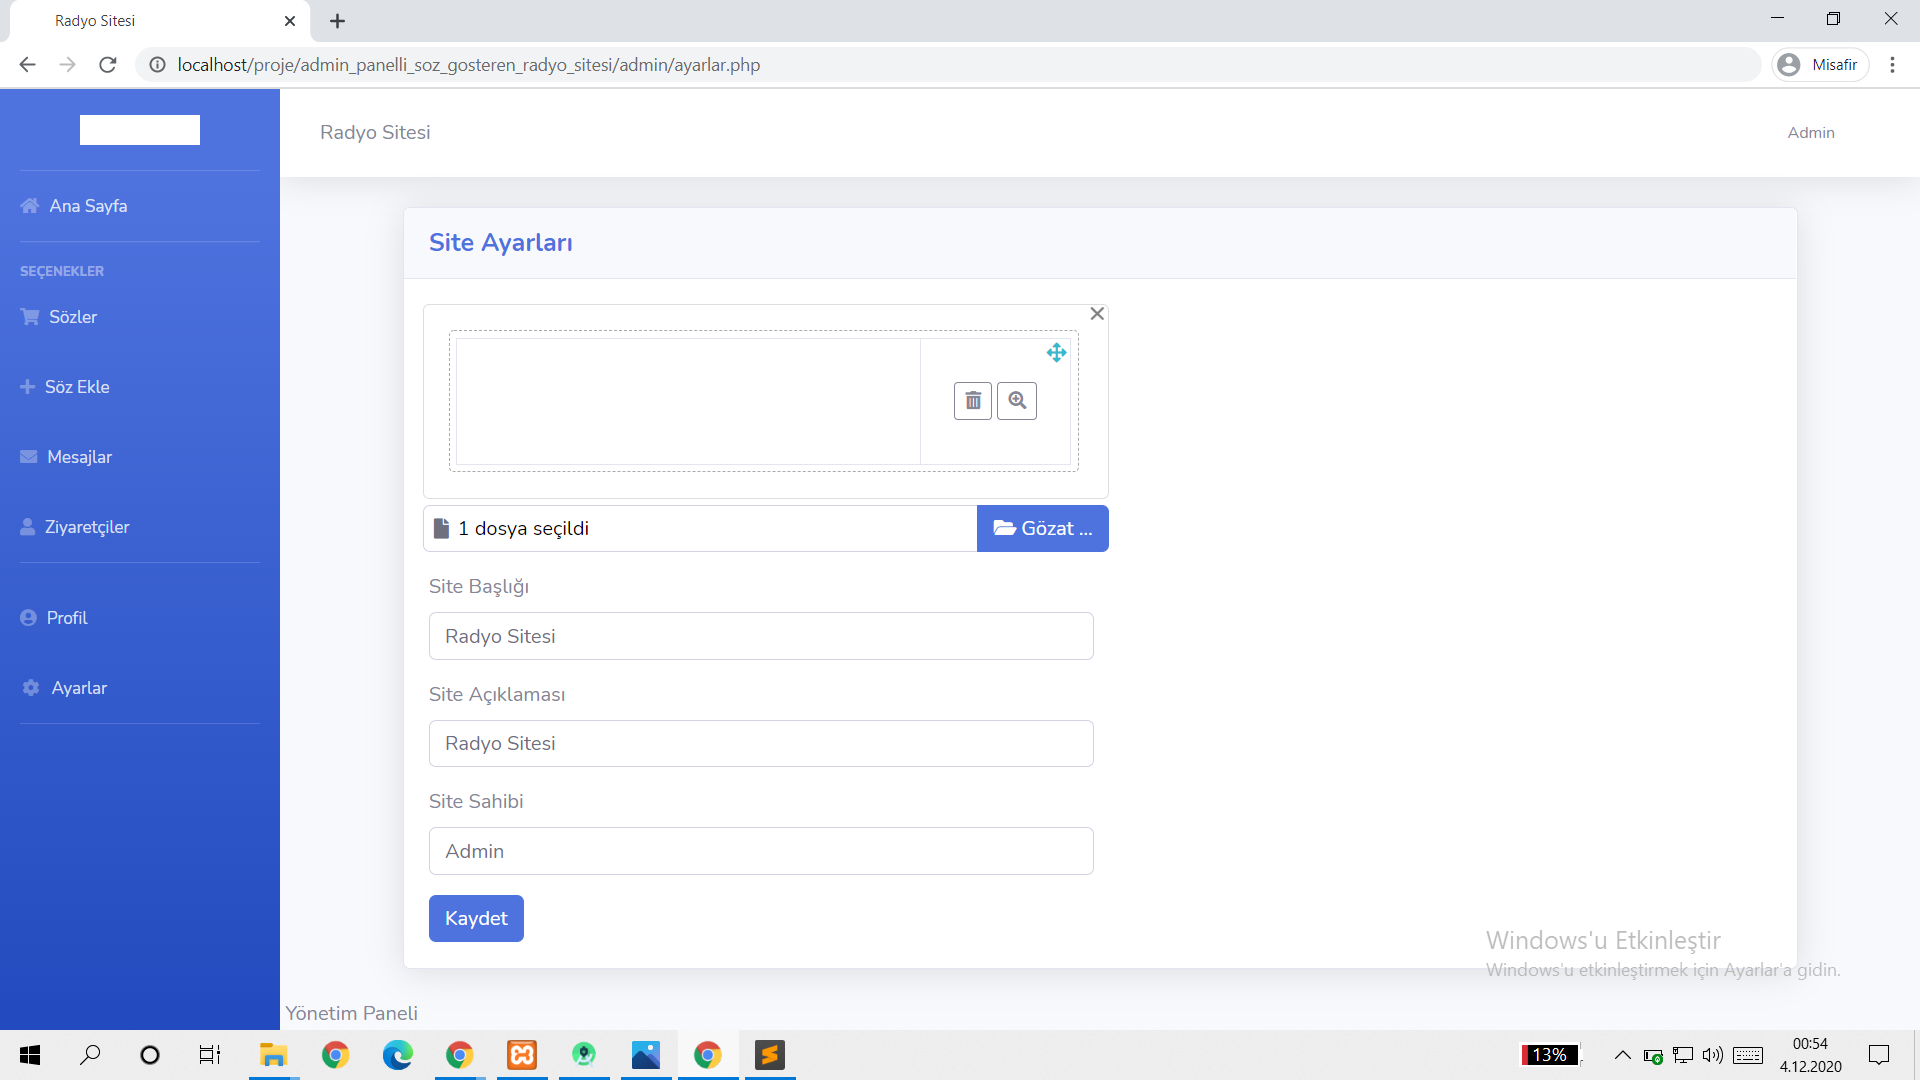 Radyo Sitesi
localhost/proje/admin_panelli_soz_gosteren_radyo_sitesi/admin/ayarlar.php
Misafir
Radyo Sitesi
Admin
Ana Sayfa
SEÇENEKLER
Sözler
Söz Ekle
Mesajlar
Ziyaretçiler
Profil
Ayarlar
Site Ayarları
1 dosya seçildi
Gözat ...
Site Başlığı
Radyo Sitesi
Site Açıklaması
Radyo Sitesi
Site Sahibi
Admin
Kaydet
Windows'u Etkinleştir
Windows'u etkinleştirmek için Ayarlar'a gidin.
Yönetim Paneli
13%
00:54
4.12.2020